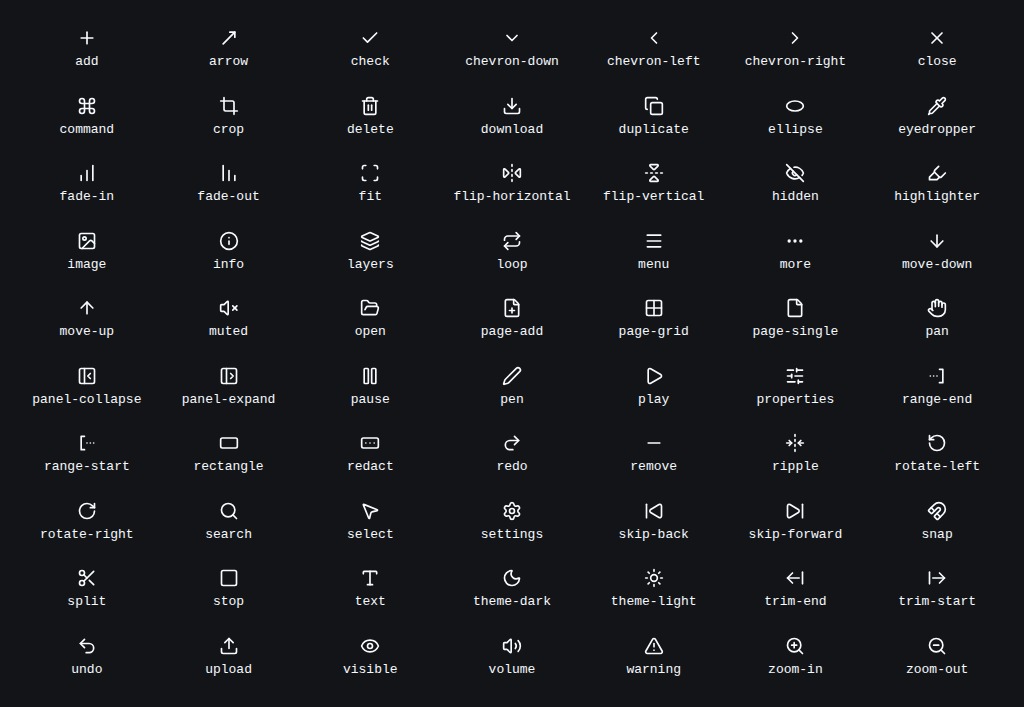 add arrow check chevron-down chevron-left chevron-right close
command crop delete download duplicate ellipse eyedropper
fade-in fade-out fit flip-horizontal flip-vertical hidden highlighter
image info layers loop menu more move-down
move-up muted open page-add page-grid page-single pan
panel-collapse panel-expand pause pen play properties range-end
range-start rectangle redact redo remove ripple rotate-left
rotate-right search select settings skip-back skip-forward snap
split stop text theme-dark theme-light trim-end trim-start
undo upload visible volume warning zoom-in zoom-out